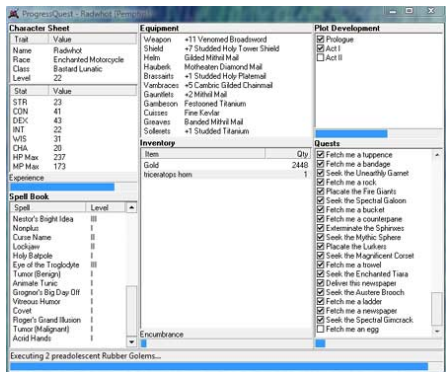 ProgressQuest - Radwhot
Character Sheet
Trait Value
Name Radwhot
Race Enchanted Motorcycle
Class Bastard Lunatic
Level 22
Stat Value
STR 23
CON 41
DEX 43
INT 22
WIS 31
CHA 20
HP Max 237
MP Max 173
Experience
Spell Book
Spell Level
Nestor's Bright Idea III
Nonplus I
Curse Name II
Lockjaw II
Holy Batpole I
Eye of the Troglodyte III
Tumor (Benign) I
Animate Tunic I
Grognor's Big Day Off I
Vitreous Humor I
Covet I
Roger's Grand Illusion I
Tumor (Malignant) I
Acid Hands I
Equipment
Weapon +11 Venomed Broadsword
Shield +7 Studded Holy Tower Shield
Helm Gilded Mithril Mail
Hauberk Motheaten Diamond Mail
Brassairts +1 Studded Holy Platemail
Vambraces +5 Cambric Gilded Chainmail
Gauntlets +2 Mithril Mail
Gambeson Festooned Titanium
Cuisses Fine Kevlar
Greaves Banded Mithril Mail
Sollerets +1 Studded Titanium
Inventory
Item Qty
Gold 2448
triceratops horn 1
Encumbrance
Plot Development
Prologue
Act I
Act II
Quests
Fetch me a tuppence
Fetch me a bandage
Seek the Unearthly Garnet
Fetch me a rock
Placate the Fire Giants
Seek the Spectral Galoon
Fetch me a bucket
Fetch me a counterpane
Exterminate the Sphinxes
Seek the Mythic Sphere
Placate the Lurkers
Seek the Magnificent Corset
Fetch me a trowel
Seek the Enchanted Tiara
Deliver this newspaper
Seek the Austere Brooch
Fetch me a ladder
Fetch me a newspaper
Seek the Spectral Gimcrack
Fetch me an egg
Executing 2 preadolescent Rubber Golems...